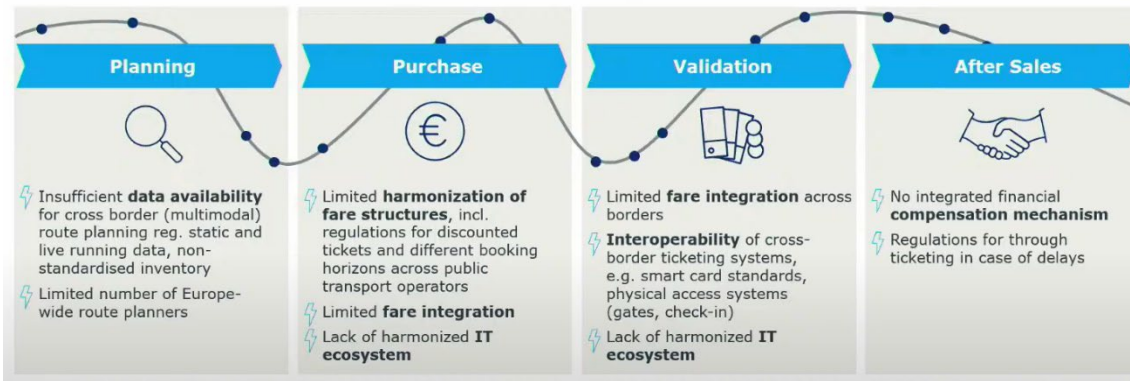 Planning
Insufficient data availability
for cross border (multimodal)
route planning reg. static and
live running data, non-
standardised inventory
Limited number of Europe-
wide route planners
Purchase
€
Limited harmonization of
fare structures, incl.
regulations for discounted
tickets and different booking
horizons across public
transport operators
Limited fare integration
Lack of harmonized IT
ecosystem
Validation
Limited fare integration across
borders
Interoperability of cross-
border ticketing systems,
e.g. smart card standards,
physical access systems
(gates, check-in)
Lack of harmonized IT
ecosystem
After Sales
No integrated financial
compensation mechanism
Regulations for through
ticketing in case of delays